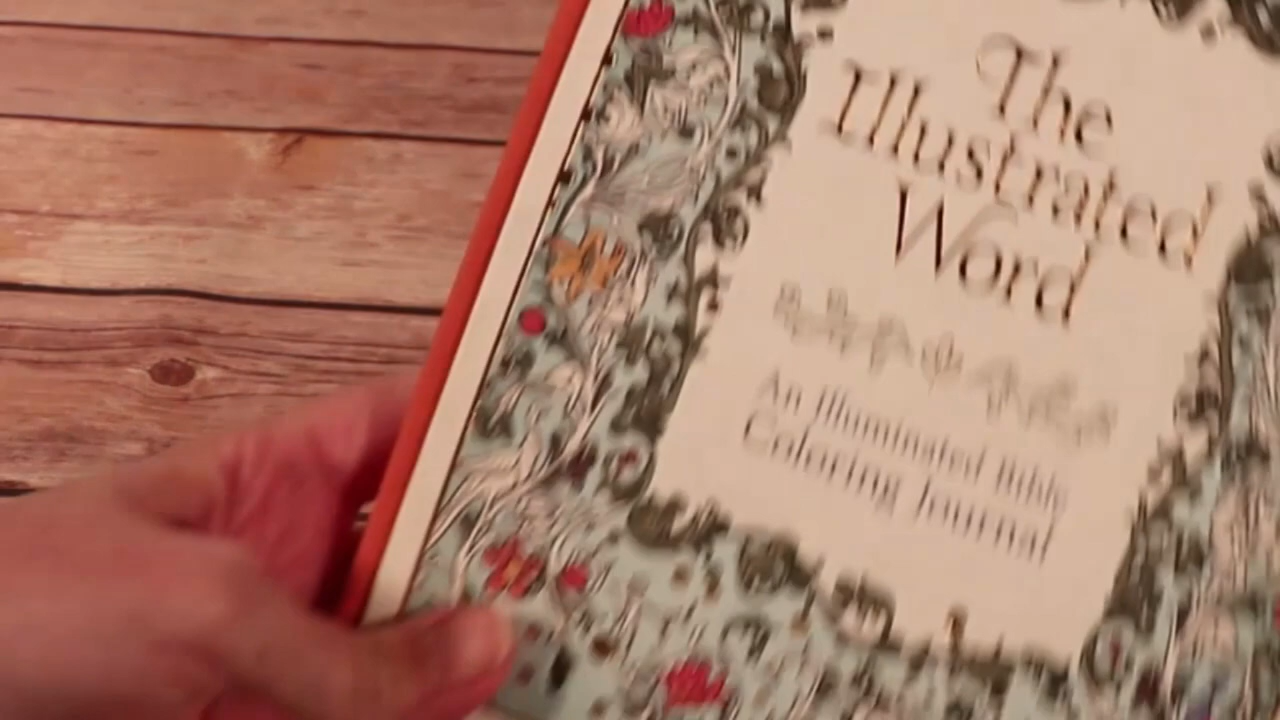 The
Illustrated
Word
An Illuminated Bible
Coloring Journal